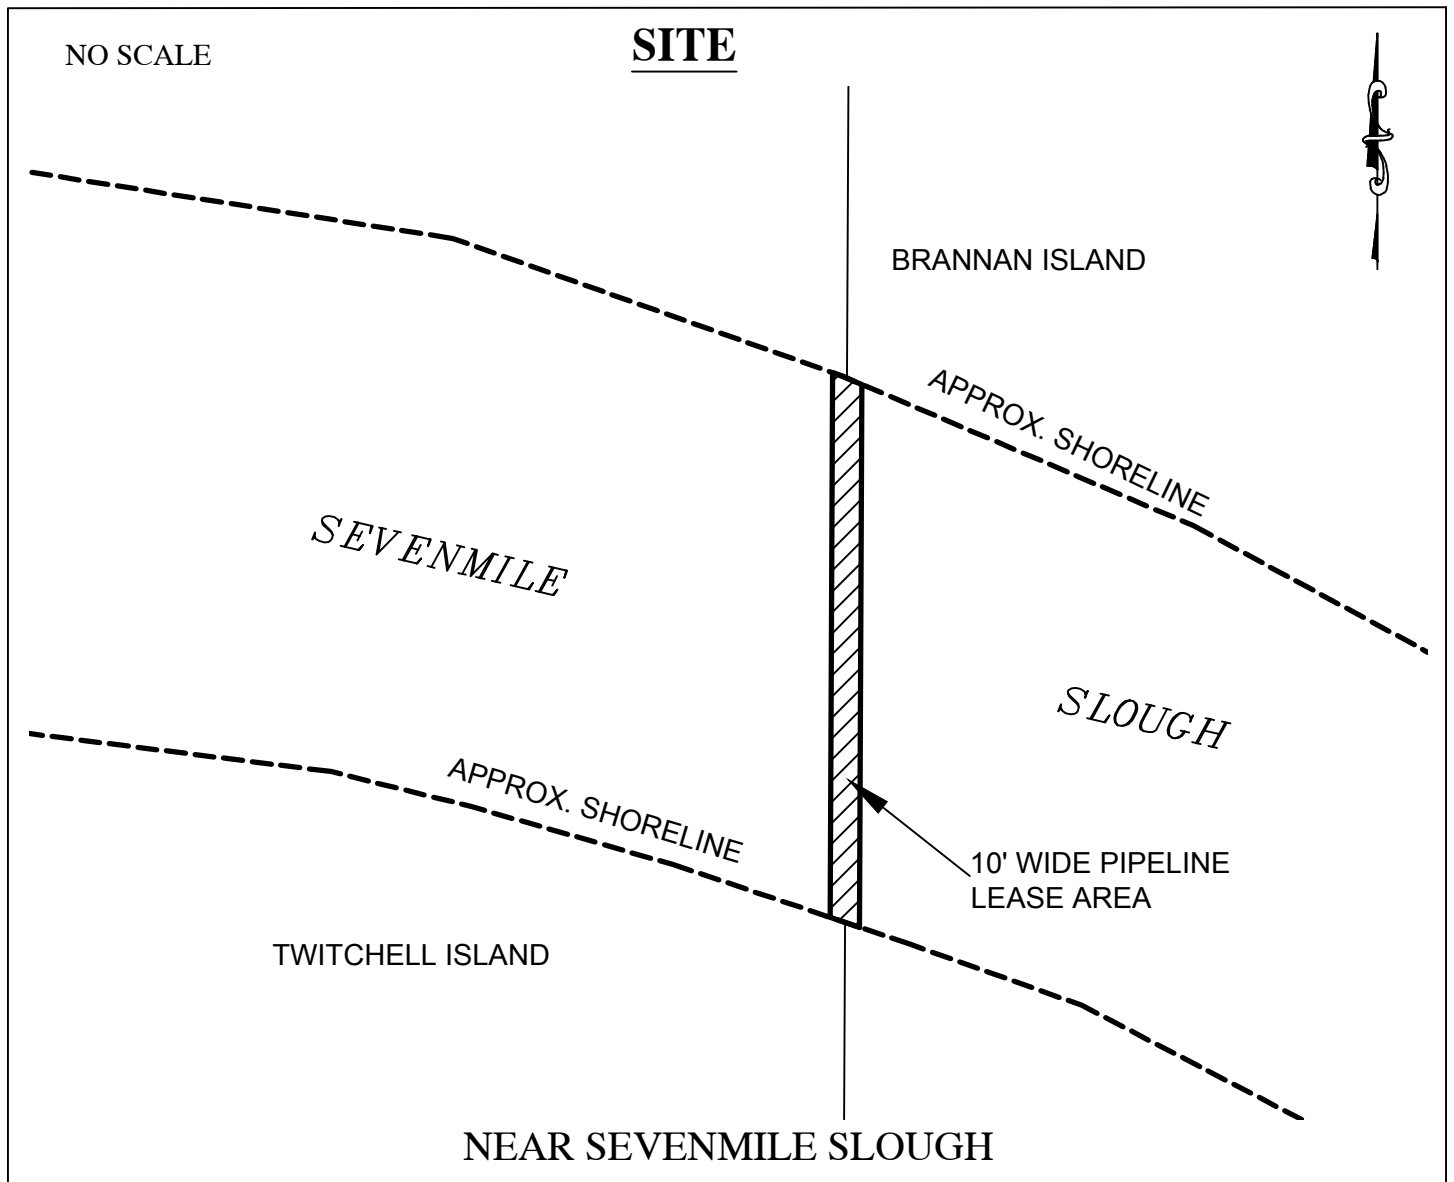 NO SCALE
SITE
BRANNAN ISLAND
APPROX. SHORELINE
SEVENMILE
SLOUGH
APPROX. SHORELINE
10' WIDE PIPELINE
LEASE AREA
TWITCHELL ISLAND
NEAR SEVENMILE SLOUGH